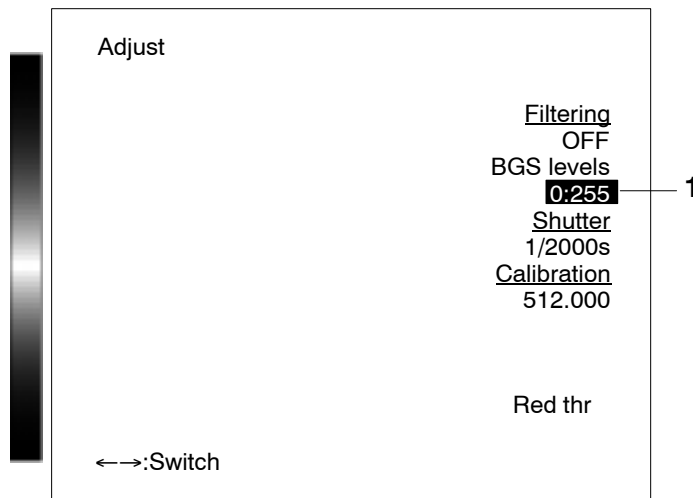 Adjust
Filtering
OFF
BGS levels
0:255
1
Shutter
1/2000s
Calibration
512.000
Red thr
←→:Switch